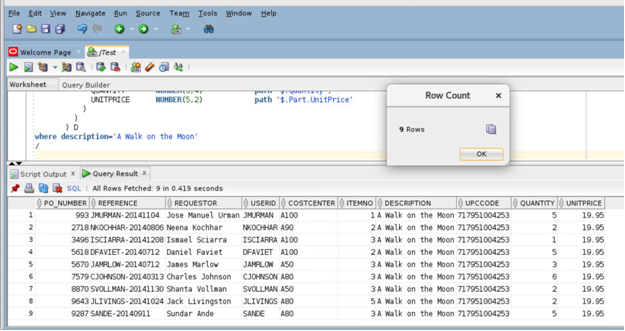 File Edit View Navigate Run Source Team Tools Window Help
Welcome Page JTest
Worksheet Query Builder
QUANTITY NUMBER(5,4) path '$.Quantity',
UNITPRICE NUMBER(5,2) path '$.Part.UnitPrice'
)
)
) D
where description='A Walk on the Moon'
/
Row Count
9 Rows
OK
Script Output Query Result
SQL All Rows Fetched: 9 in 0.419 seconds
PO_NUMBER REFERENCE REQUESTOR USERID COSTCENTER ITEMNO DESCRIPTION UPCCODE QUANTITY UNITPRICE
1 993 JMURMAN-20141104 Jose Manuel Urman JMURMAN A100 1 A Walk on the Moon 717951004253 5 19.95
2 2718 NKOCHHAR-20140806 Neena Kochhar NKOCHHAR A90 2 A Walk on the Moon 717951004253 2 19.95
3 3496 ISCIARRA-20141208 Ismael Sciarra ISCIARRA A100 3 A Walk on the Moon 717951004253 1 19.95
4 5618 DFAVIET-20140712 Daniel Faviet DFAVIET A100 2 A Walk on the Moon 717951004253 5 19.95
5 5670 JAMRLOW-20140712 James Marlow JAMRLOW A50 3 A Walk on the Moon 717951004253 5 19.95
6 7579 CJOHNSON-20140313 Charles Johnson CJOHNSON A80 3 A Walk on the Moon 717951004253 6 19.95
7 8870 SVOLLMAN-20141130 Shanta Vollman SVOLLMAN A50 3 A Walk on the Moon 717951004253 2 19.95
8 9643 JLIVINGS-20141024 Jack Livingston JLIVINGS A80 5 A Walk on the Moon 717951004253 2 19.95
9 9287 SANDE-20140911 Sundar Ande SANDE A80 3 A Walk on the Moon 717951004253 5 19.95